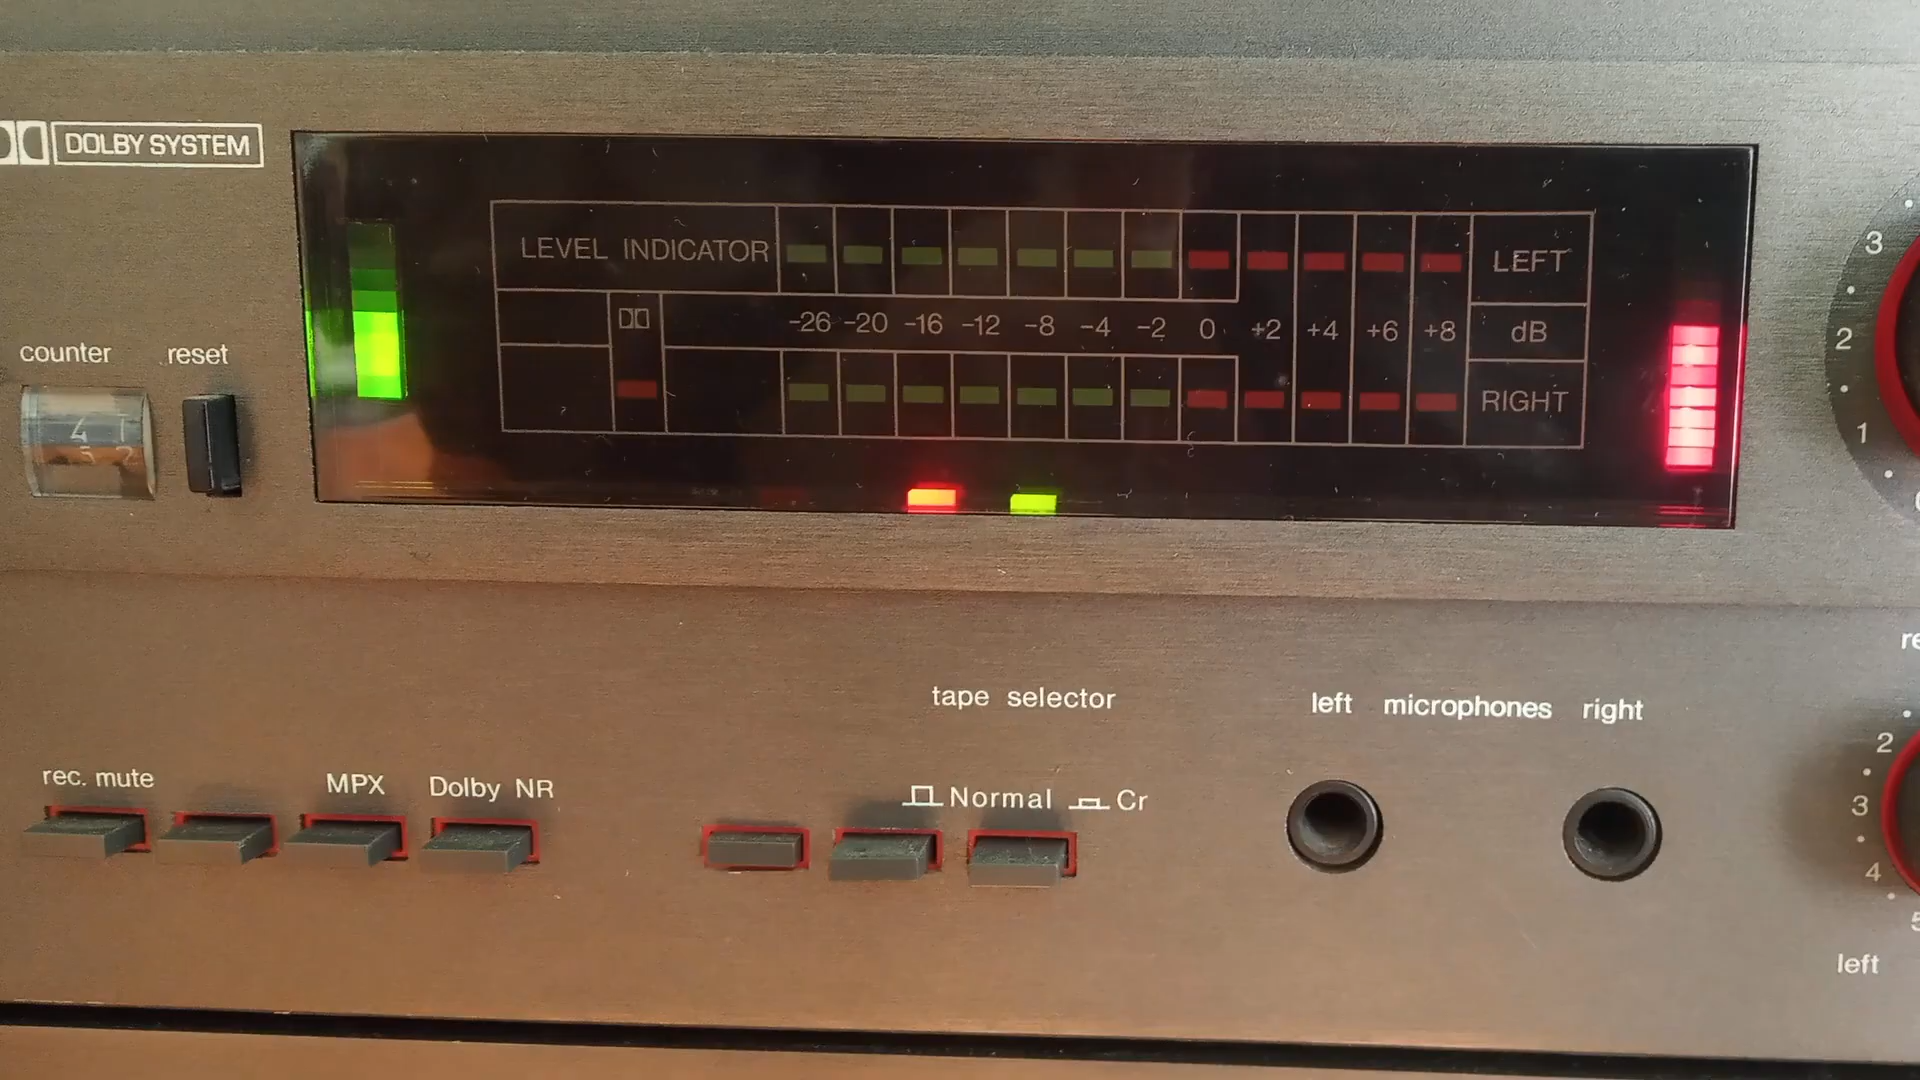 DOLBY SYSTEM
LEVEL INDICATOR
LEFT
-26 -20 -16 -12 -8 -4 -2 0 +2 +4 +6 +8 dB
RIGHT
counter reset
3
2
1
tape selector
left microphones right
rec. mute
MPX
Dolby NR
Normal
Cr
2
3
4
5
left